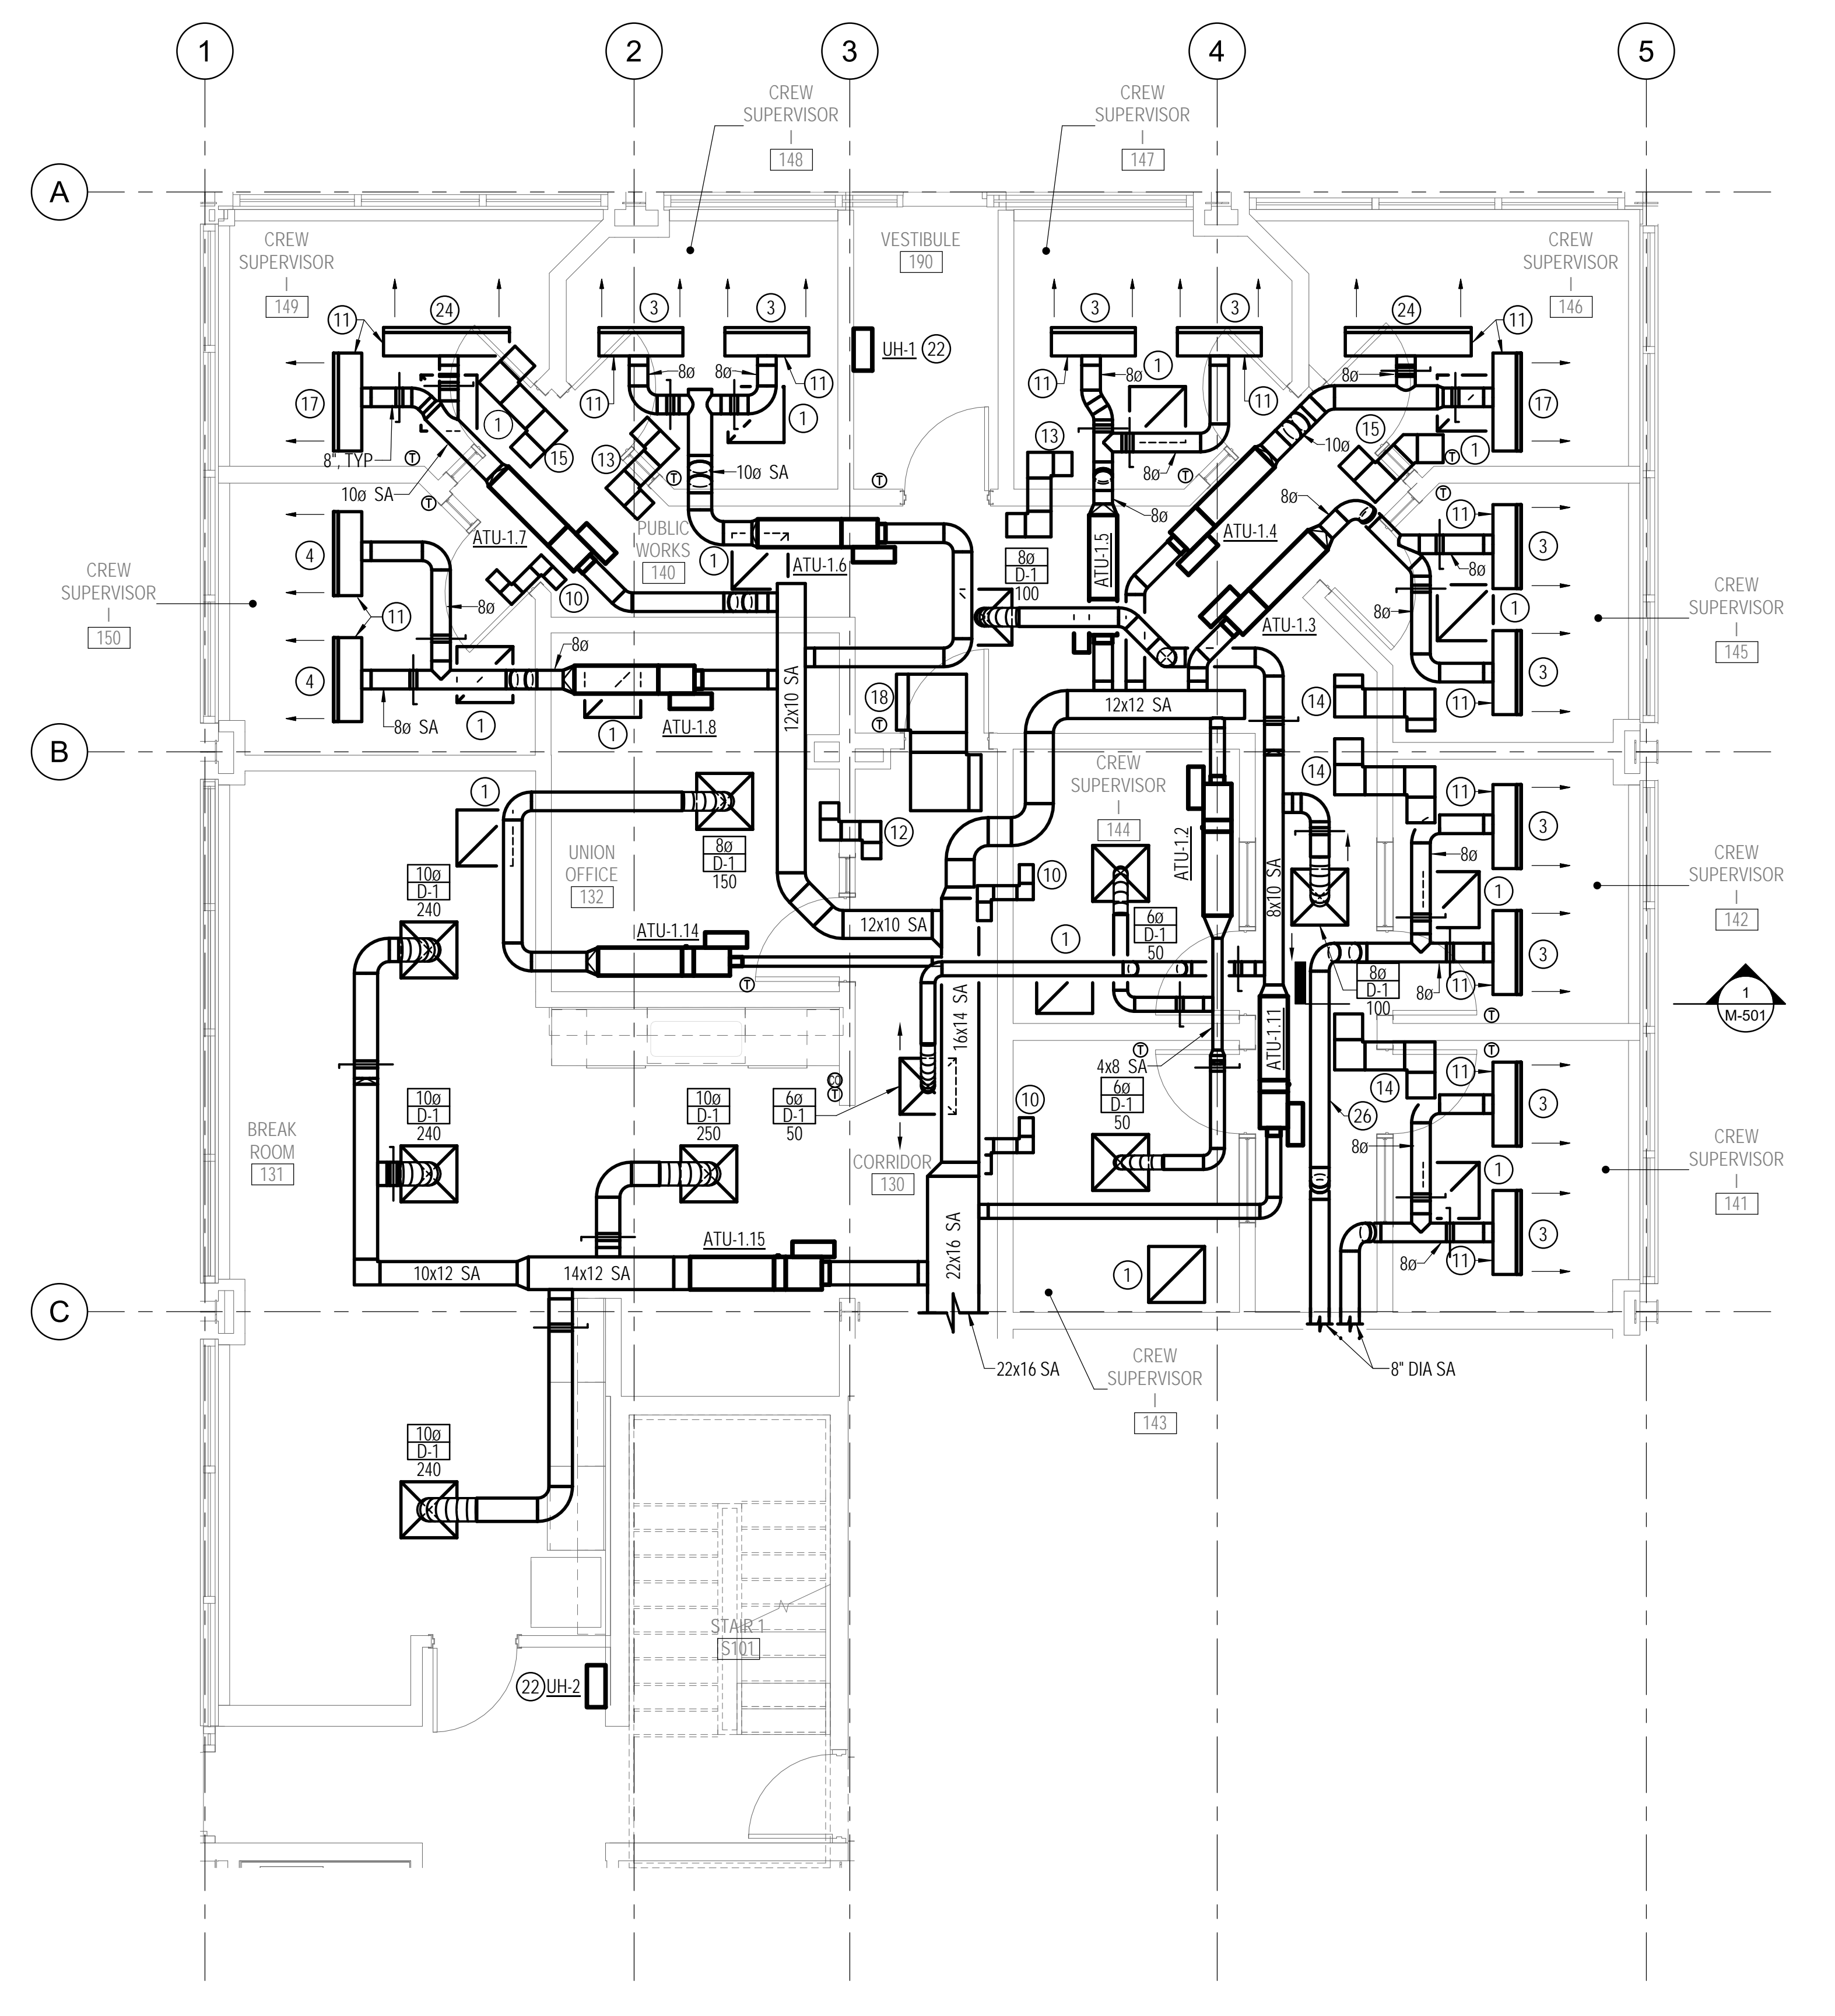 1
2
3
4
5
A
CREW
SUPERVISOR
148
CREW
SUPERVISOR
147
CREW
SUPERVISOR
149
VESTIBULE
190
CREW
SUPERVISOR
146
11
24
3
3
UH-1
22
3
3
24
11
17
8ø
8ø
11
11
1
8ø
11
1
11
8ø
17
1
8", TYP
T
15
13
T
10ø SA
T
13
8ø
T
10ø
15
T
1
10ø SA
T
8ø
8ø
T
11
4
ATU-1.7
PUBLIC
WORKS
140
1
ATU-1.6
8ø
D-1
100
ATU-1.5
ATU-1.4
8ø
3
CREW
SUPERVISOR
150
10
11
8ø
ATU-1.3
8ø
1
CREW
SUPERVISOR
145
4
8ø
8ø SA
1
1
ATU-1.8
12x10 SA
18
T
12x12 SA
14
11
3
B
1
8ø
D-1
150
12
CREW
SUPERVISOR
144
ATU-1.2
14
11
3
8ø
UNION
OFFICE
132
10ø
D-1
240
10
8x10 SA
1
CREW
SUPERVISOR
142
ATU-1.14
12x10 SA
1
6ø
D-1
50
3
8ø
D-1
100
8ø
11
T
T
16x14 SA
ATU-1.11
1
M-501
CO
T
T
4x8 SA
6ø
D-1
50
14
11
T
3
10ø
D-1
240
10ø
D-1
250
6ø
D-1
50
10
26
8ø
BREAK
ROOM
131
CORRIDOR
130
1
CREW
SUPERVISOR
141
ATU-1.15
10x12 SA
14x12 SA
22x16 SA
1
8ø
11
3
C
22x16 SA
CREW
SUPERVISOR
143
8" DIA SA
10ø
D-1
240
STAIR 1
S101
22
UH-2